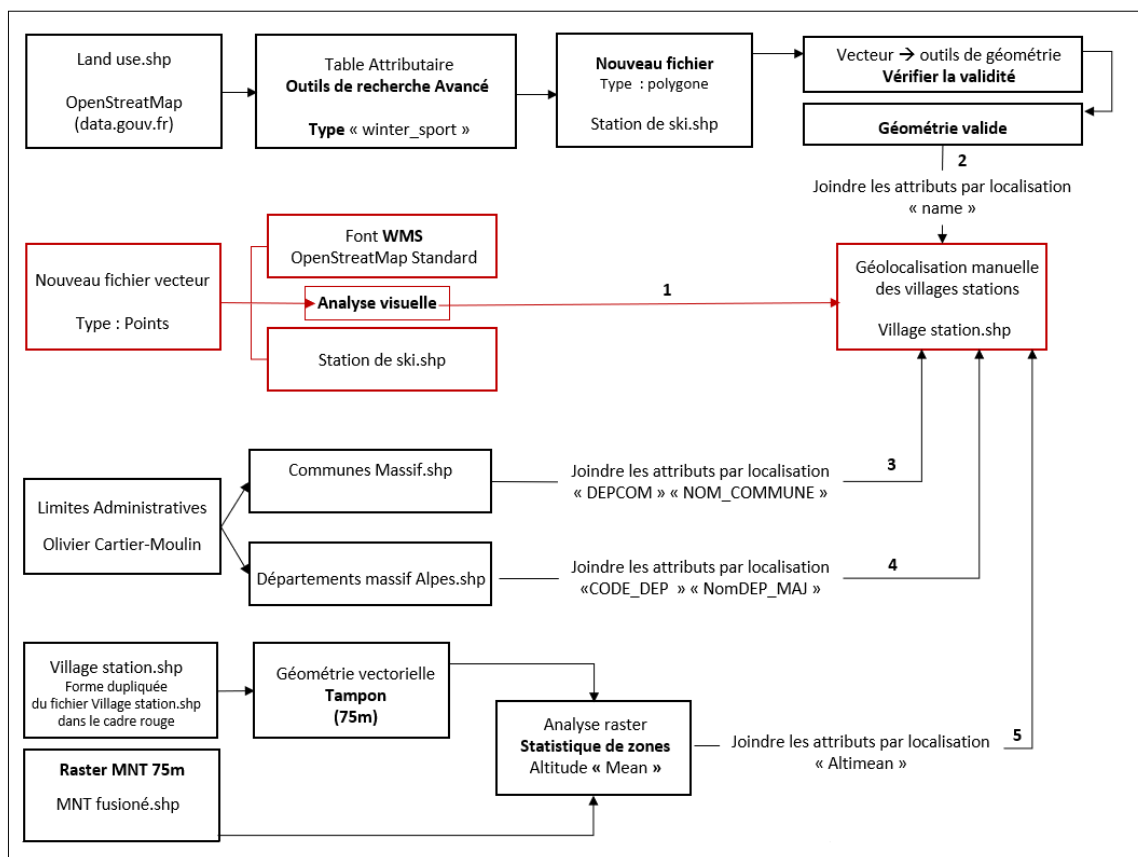 Land use.shp
OpenStreatMap
(data.gouv.fr)
Table Attributaire
Outils de recherche Avancé
Type « winter_sport »
Nouveau fichier
Type : polygone
Station de ski.shp
Vecteur → outils de géométrie
Vérifier la validité
Géométrie valide
2
Joindre les attributs par localisation
« name »
Nouveau fichier vecteur
Type : Points
Font WMS
OpenStreatMap Standard
Analyse visuelle
Station de ski.shp
1
Géolocalisation manuelle
des villages stations
Village station.shp
Limites Administratives
Olivier Cartier-Moulin
Communes Massif.shp
Joindre les attributs par localisation
« DEPCOM » « NOM_COMMUNE »
3
Départements massif Alpes.shp
Joindre les attributs par localisation
«CODE_DEP » « NomDEP_MAJ »
4
Village station.shp
Forme dupliquée
du fichier Village station.shp
dans le cadre rouge
Géométrie vectorielle
Tampon
(75m)
Raster MNT 75m
MNT fusioné.shp
Analyse raster
Statistique de zones
Altitude « Mean »
Joindre les attributs par localisation
« Altimean »
5